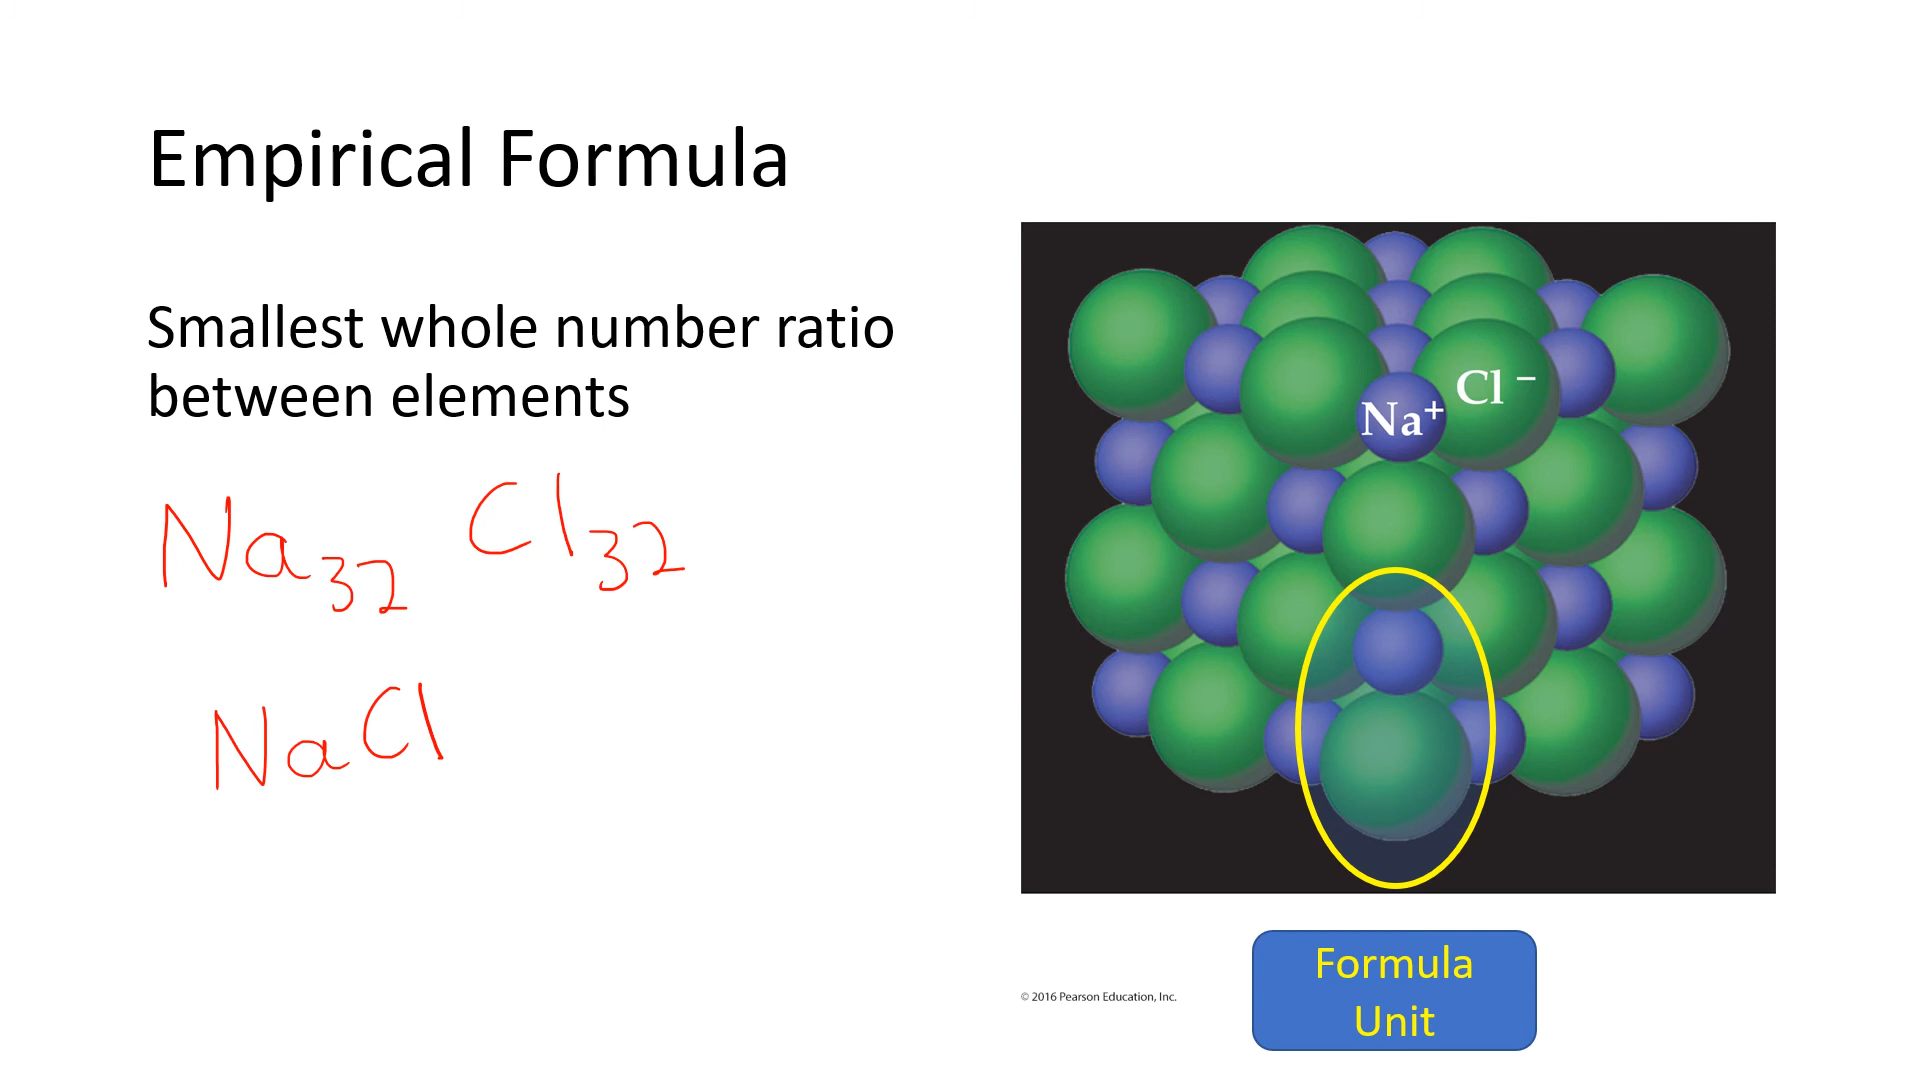 Empirical Formula
Smallest whole number ratio
between elements
Na₃₂ Cl₃₂
NaCl
Cl⁻
Na⁺
© 2016 Pearson Education, Inc.
Formula
Unit